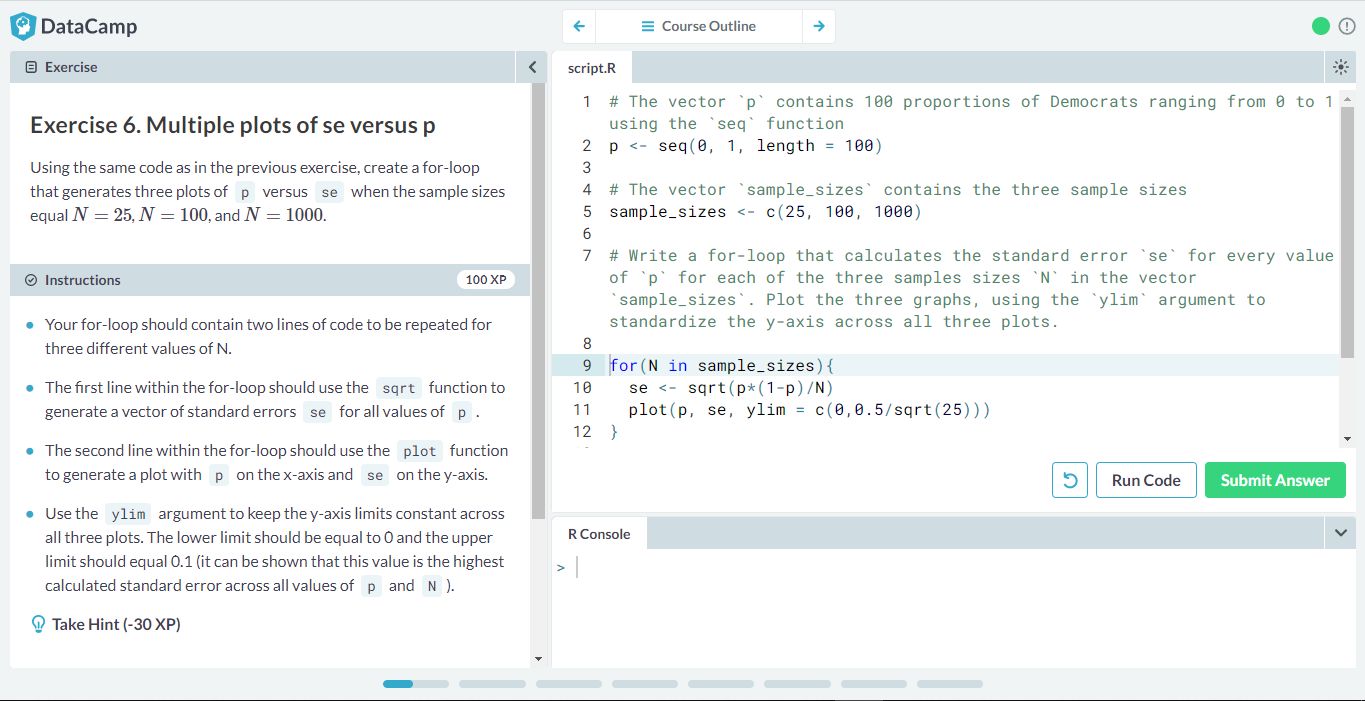 DataCamp
Course Outline
Exercise
Exercise 6. Multiple plots of se versus p
Using the same code as in the previous exercise, create a for-loop
that generates three plots of p versus se when the sample sizes
equal N = 25, N = 100, and N = 1000.
Instructions
100 XP
Your for-loop should contain two lines of code to be repeated for
three different values of N.
The first line within the for-loop should use the sqrt function to
generate a vector of standard errors se for all values of p .
The second line within the for-loop should use the plot function
to generate a plot with p on the x-axis and se on the y-axis.
Use the ylim argument to keep the y-axis limits constant across
all three plots. The lower limit should be equal to 0 and the upper
limit should equal 0.1 (it can be shown that this value is the highest
calculated standard error across all values of p and N ).
Take Hint (-30 XP)
script.R
1 # The vector `p` contains 100 proportions of Democrats ranging from 0 to 1
using the `seq` function
2 p <- seq(0, 1, length = 100)
3
4 # The vector `sample_sizes` contains the three sample sizes
5 sample_sizes <- c(25, 100, 1000)
6
7 # Write a for-loop that calculates the standard error `se` for every value
of `p` for each of the three samples sizes `N` in the vector
`sample_sizes`. Plot the three graphs, using the `ylim` argument to
standardize the y-axis across all three plots.
8
9 for(N in sample_sizes){
10 se <- sqrt(p*(1-p)/N)
11 plot(p, se, ylim = c(0,0.5/sqrt(25)))
12 }
Run Code
Submit Answer
R Console
>